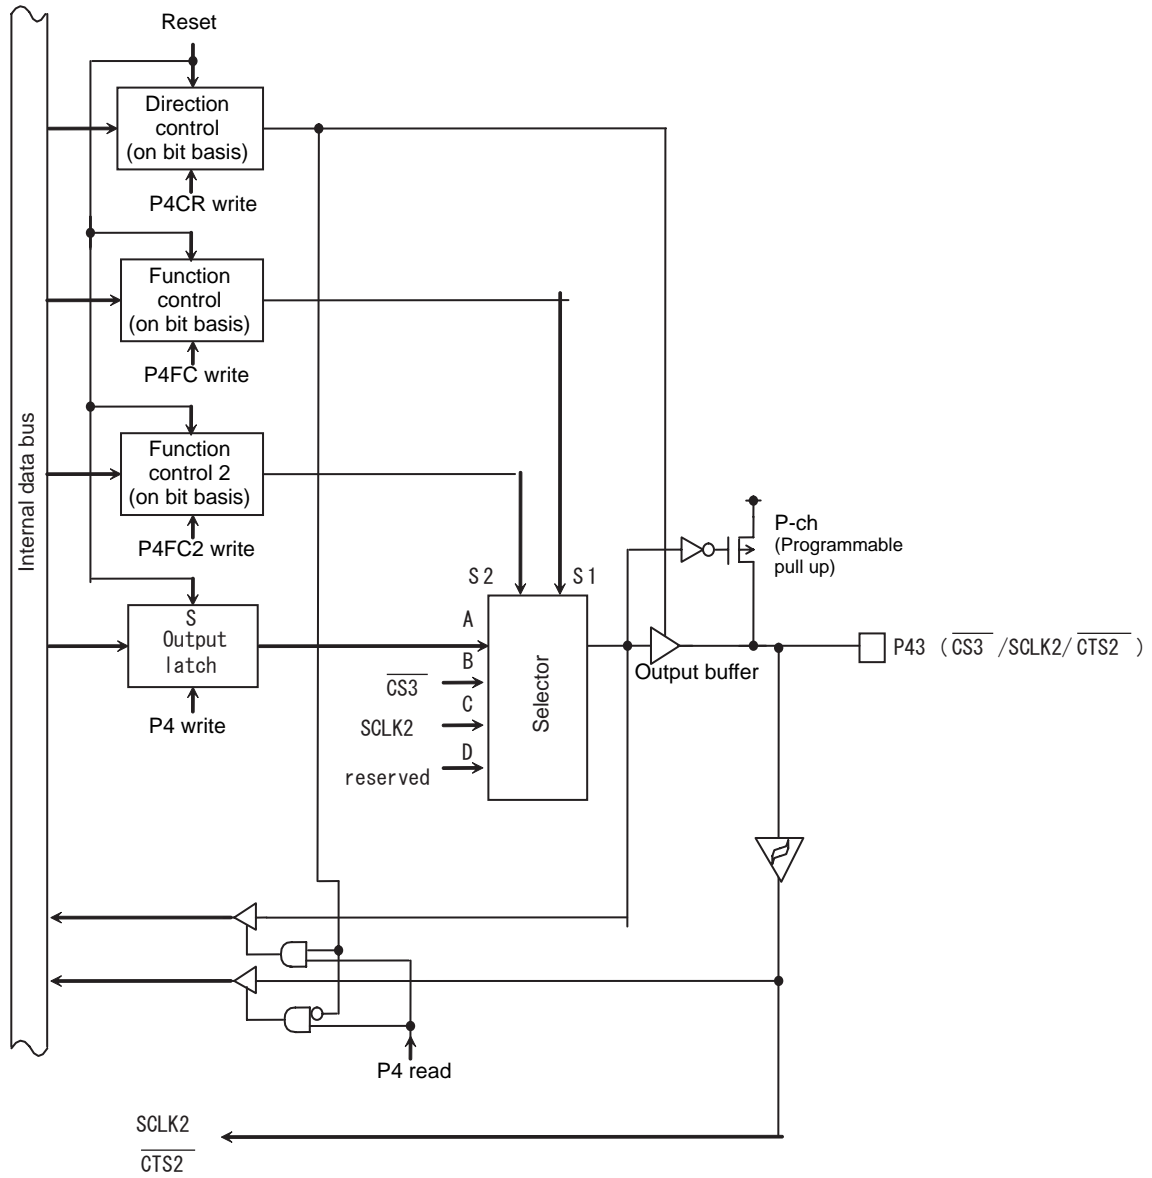 Reset
Direction
control
(on bit basis)
P4CR write
Function
control
(on bit basis)
P4FC write
Internal data bus
Function
control 2
(on bit basis)
P4FC2 write
P-ch
(Programmable
pull up)
S2
S1
S
Output
latch
P4 write
A
B
CS3
C
SCLK2
D
reserved
Selector
Output buffer
P43 (CS3/SCLK2/CTS2)
P4 read
SCLK2
CTS2